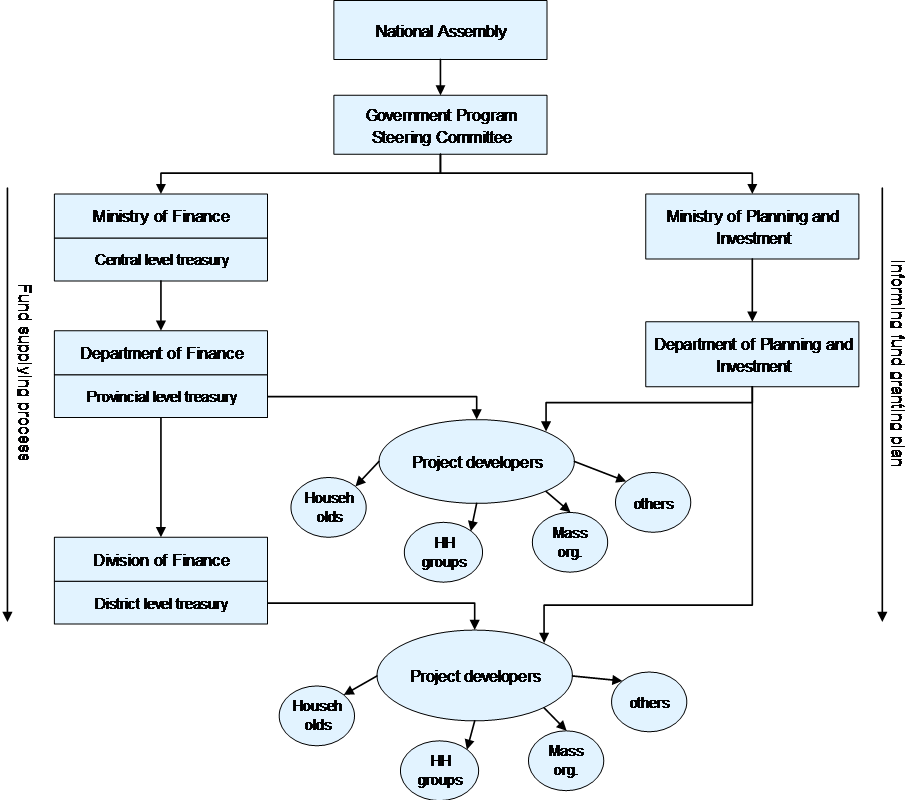 National Assembly
Government Program
Steering Committee
Ministry of Finance
Central level treasury
Ministry of Planning and
Investment
Fund supplying process
Informing fund granting plan
Department of Finance
Provincial level treasury
Department of Planning and
Investment
Project developers
Househ
olds
HH
groups
Mass
org.
others
Division of Finance
District level treasury
Project developers
Househ
olds
HH
groups
Mass
org.
others